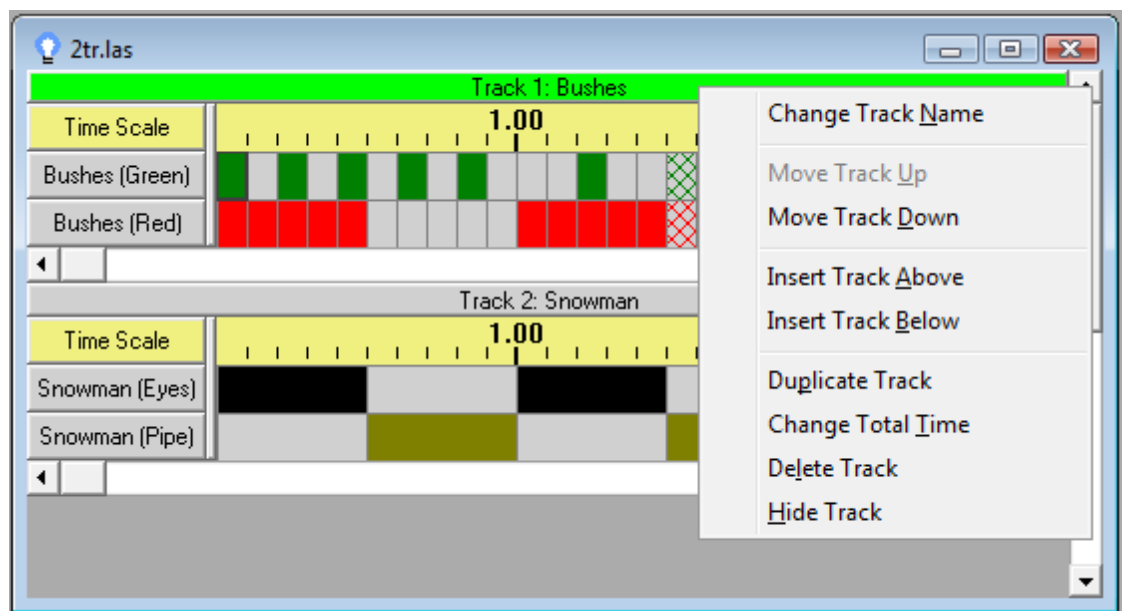 2tr.las
Track 1: Bushes
Time Scale
1.00
Bushes (Green)
Bushes (Red)
Track 2: Snowman
Time Scale
1.00
Snowman (Eyes)
Snowman (Pipe)
Change Track Name
Move Track Up
Move Track Down
Insert Track Above
Insert Track Below
Duplicate Track
Change Total Time
Delete Track
Hide Track